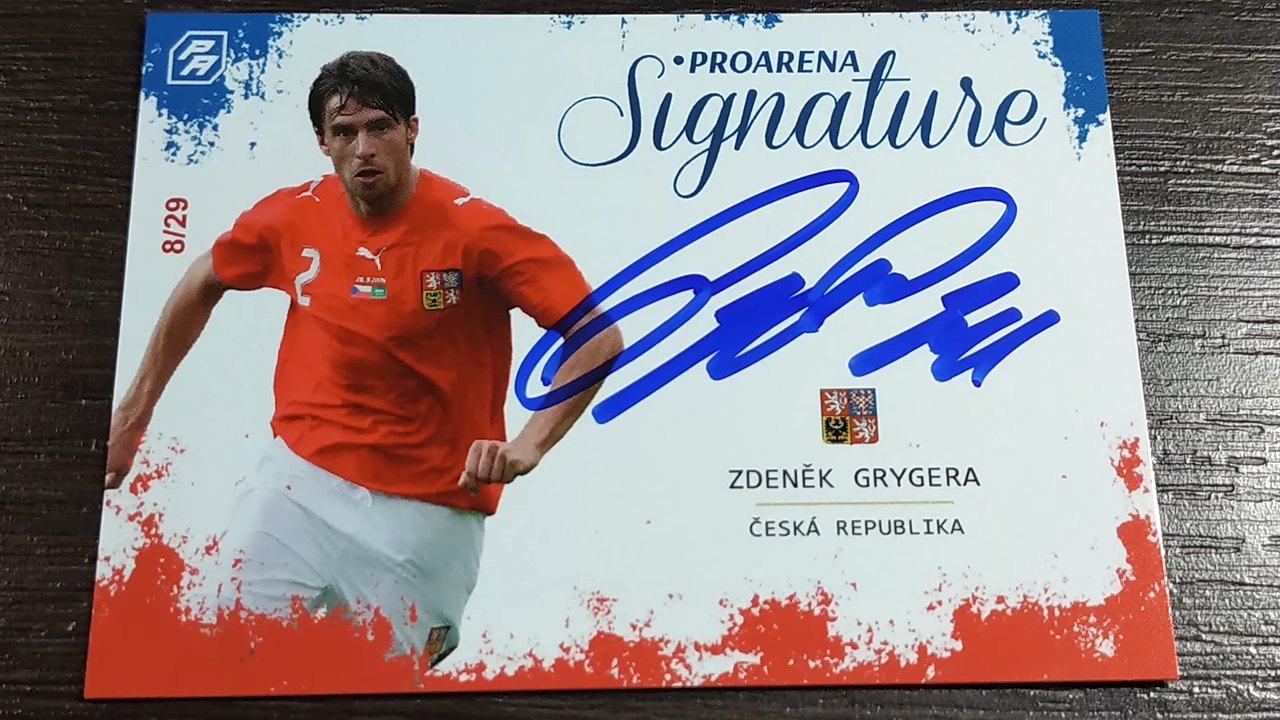 PA
•PROARENA
Signature
8/29
2
ZDENĚK GRYGERA
ČESKÁ REPUBLIKA